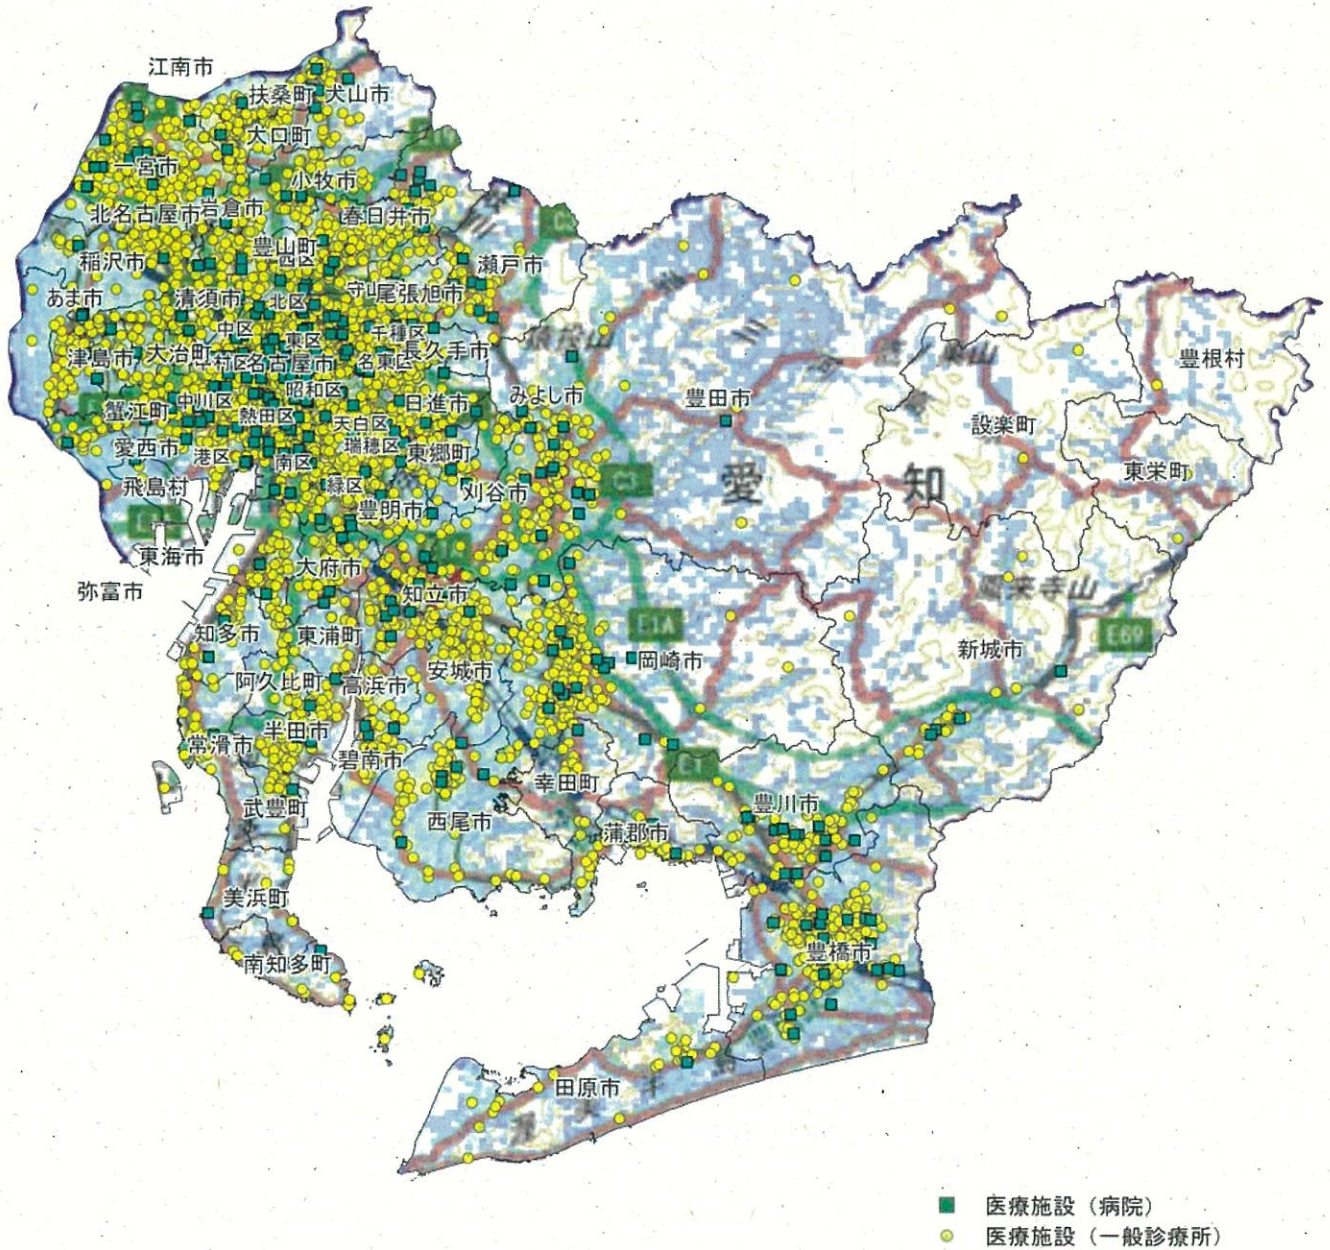 江南市
扶桑町
犬山市
大口町
一宮市
小牧市
北名古屋市
岩倉市
春日井市
豊山町
西区
稲沢市
瀬戸市
あま市
清須市
北区
守山
尾張旭市
中区
東区
千種区
津島市
大治町
中村区
名古屋市
名東区
長久手市
昭和区
みよし市
豊田市
豊根村
蟹江町
中川区
熱田区
日進市
天白区
設楽町
愛西市
港区
南区
瑞穂区
東郷町
東栄町
飛島村
緑区
刈谷市
愛
知
C3
豊明市
東海市
大府市
弥富市
知立市
知多市
東浦町
E1A
E69
岡崎市
新城市
安城市
阿久比町
高浜市
半田市
常滑市
碧南市
E1
幸田町
武豊町
西尾市
豊川市
蒲郡市
美浜町
豊橋市
南知多町
田原市
医療施設（病院）
医療施設（一般診療所）